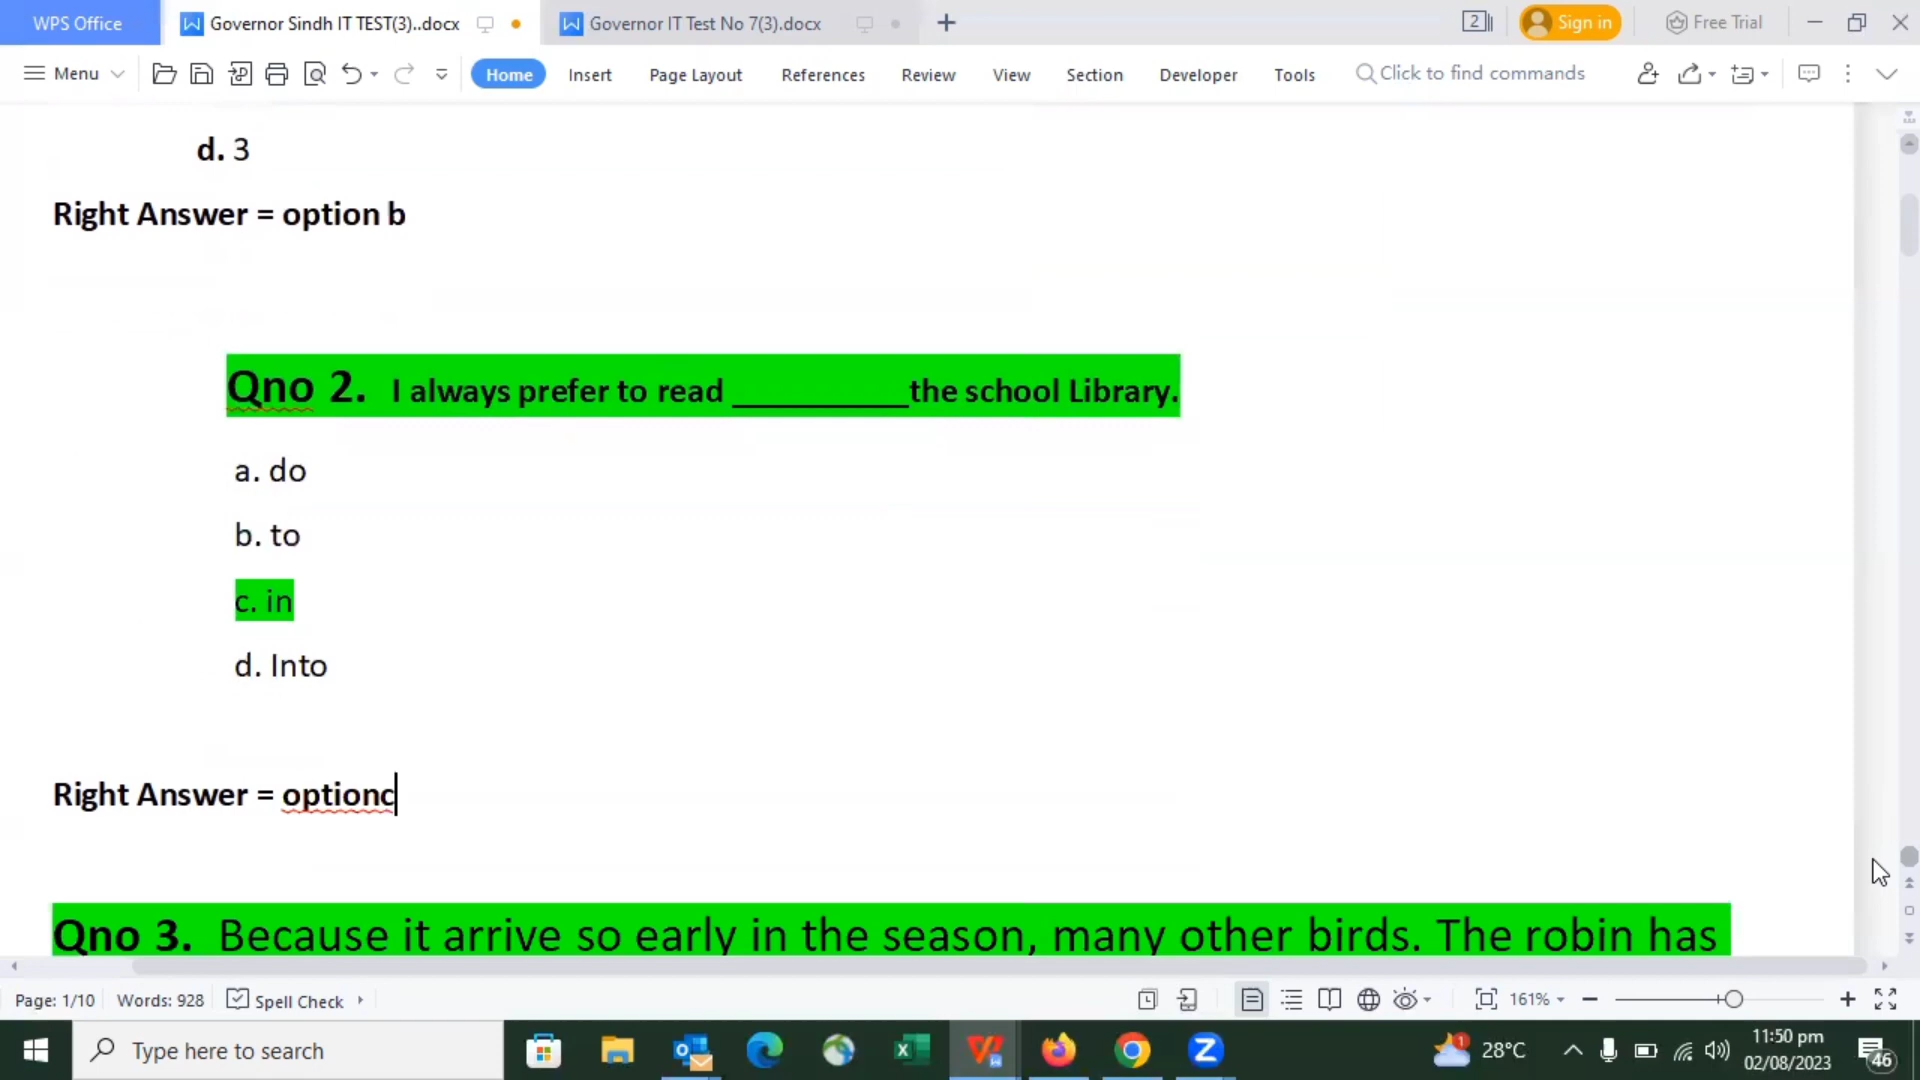 WPS Office
Governor Sindh IT TEST(3)..docx
Governor IT Test No 7(3).docx
2
Sign in
Free Trial
Menu
Home
Insert
Page Layout
References
Review
View
Section
Developer
Tools
Click to find commands
d. 3
Right Answer = option b
Qno 2. I always prefer to read __________the school Library.
a. do
b. to
c. in
d. Into
Right Answer = optionc
Qno 3. Because it arrive so early in the season, many other birds. The robin has
Page: 1/10
Words: 928
Spell Check
161%
Type here to search
1
28°C
11:50 pm
02/08/2023
46